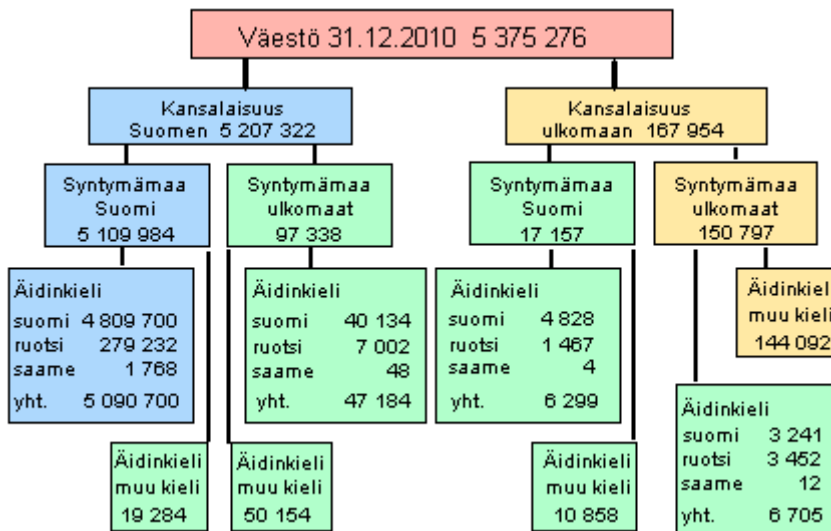 Väestö 31.12.2010 5 375 276
Kansalaisuus
Suomen 5 207 322
Kansalaisuus
ulkomaan 167 954
Syntymämaa
Suomi
5 109 984
Syntymämaa
ulkomaat
97 338
Syntymämaa
Suomi
17 157
Syntymämaa
ulkomaat
150 797
Äidinkieli
suomi 4 809 700
ruotsi 279 232
saame 1 768
yht. 5 090 700
Äidinkieli
suomi 40 134
ruotsi 7 002
saame 48
yht. 47 184
Äidinkieli
suomi 4 828
ruotsi 1 467
saame 4
yht. 6 299
Äidinkiel
muu kieli
144 092
Äidinkieli
muu kieli
19 284
Äidinkieli
muu kieli
50 154
Äidinkieli
muu kieli
10 858
Äidinkieli
suomi 3 241
ruotsi 3 452
saame 12
yht. 6 705